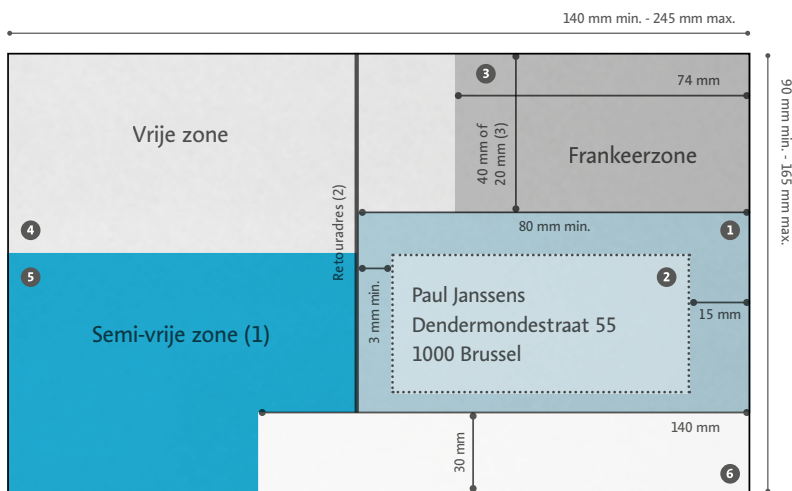 140 mm min. - 245 mm max.
3
74 mm
90 mm min. - 165 mm max.
Vrije zone
40 mm of
20 mm (3)
Frankeerzone
Retouradres (2)
4
80 mm min.
1
5
2
3 mm min.
Paul Janssens
Dendermondestraat 55
1000 Brussel
15 mm
Semi-vrije zone (1)
140 mm
30 mm
6